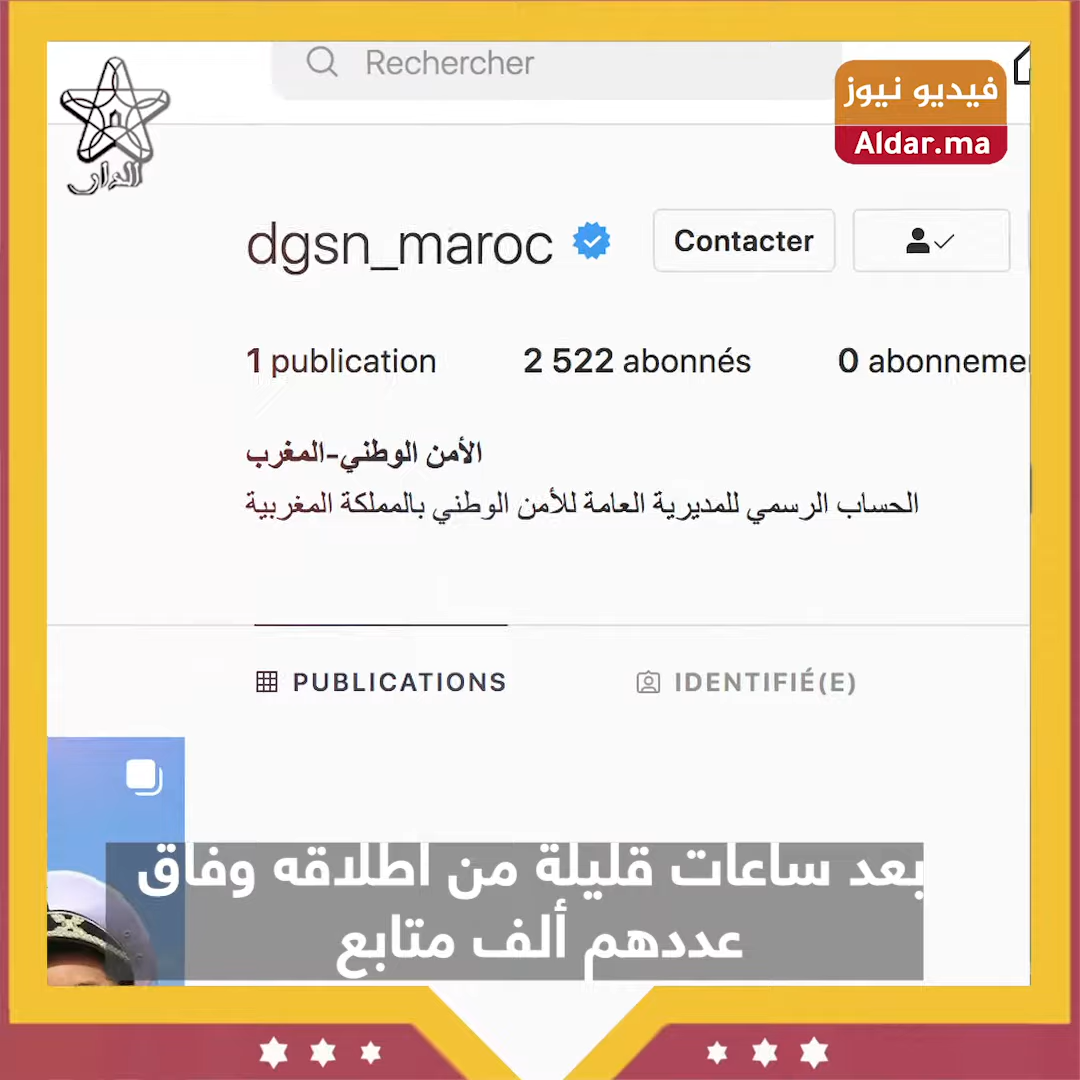 Rechercher
فيديو نيوز
Aldar.ma
الدار
dgsn_maroc
Contacter
1 publication
2 522 abonnés
0 abonneme
الأمن الوطني-المغرب
الحساب الرسمي للمديرية العامة للأمن الوطني بالمملكة المغربية
PUBLICATIONS
IDENTIFIÉ(E)
بعد ساعات قليلة من اطلاقه وفاق
عددهم ألف متابع